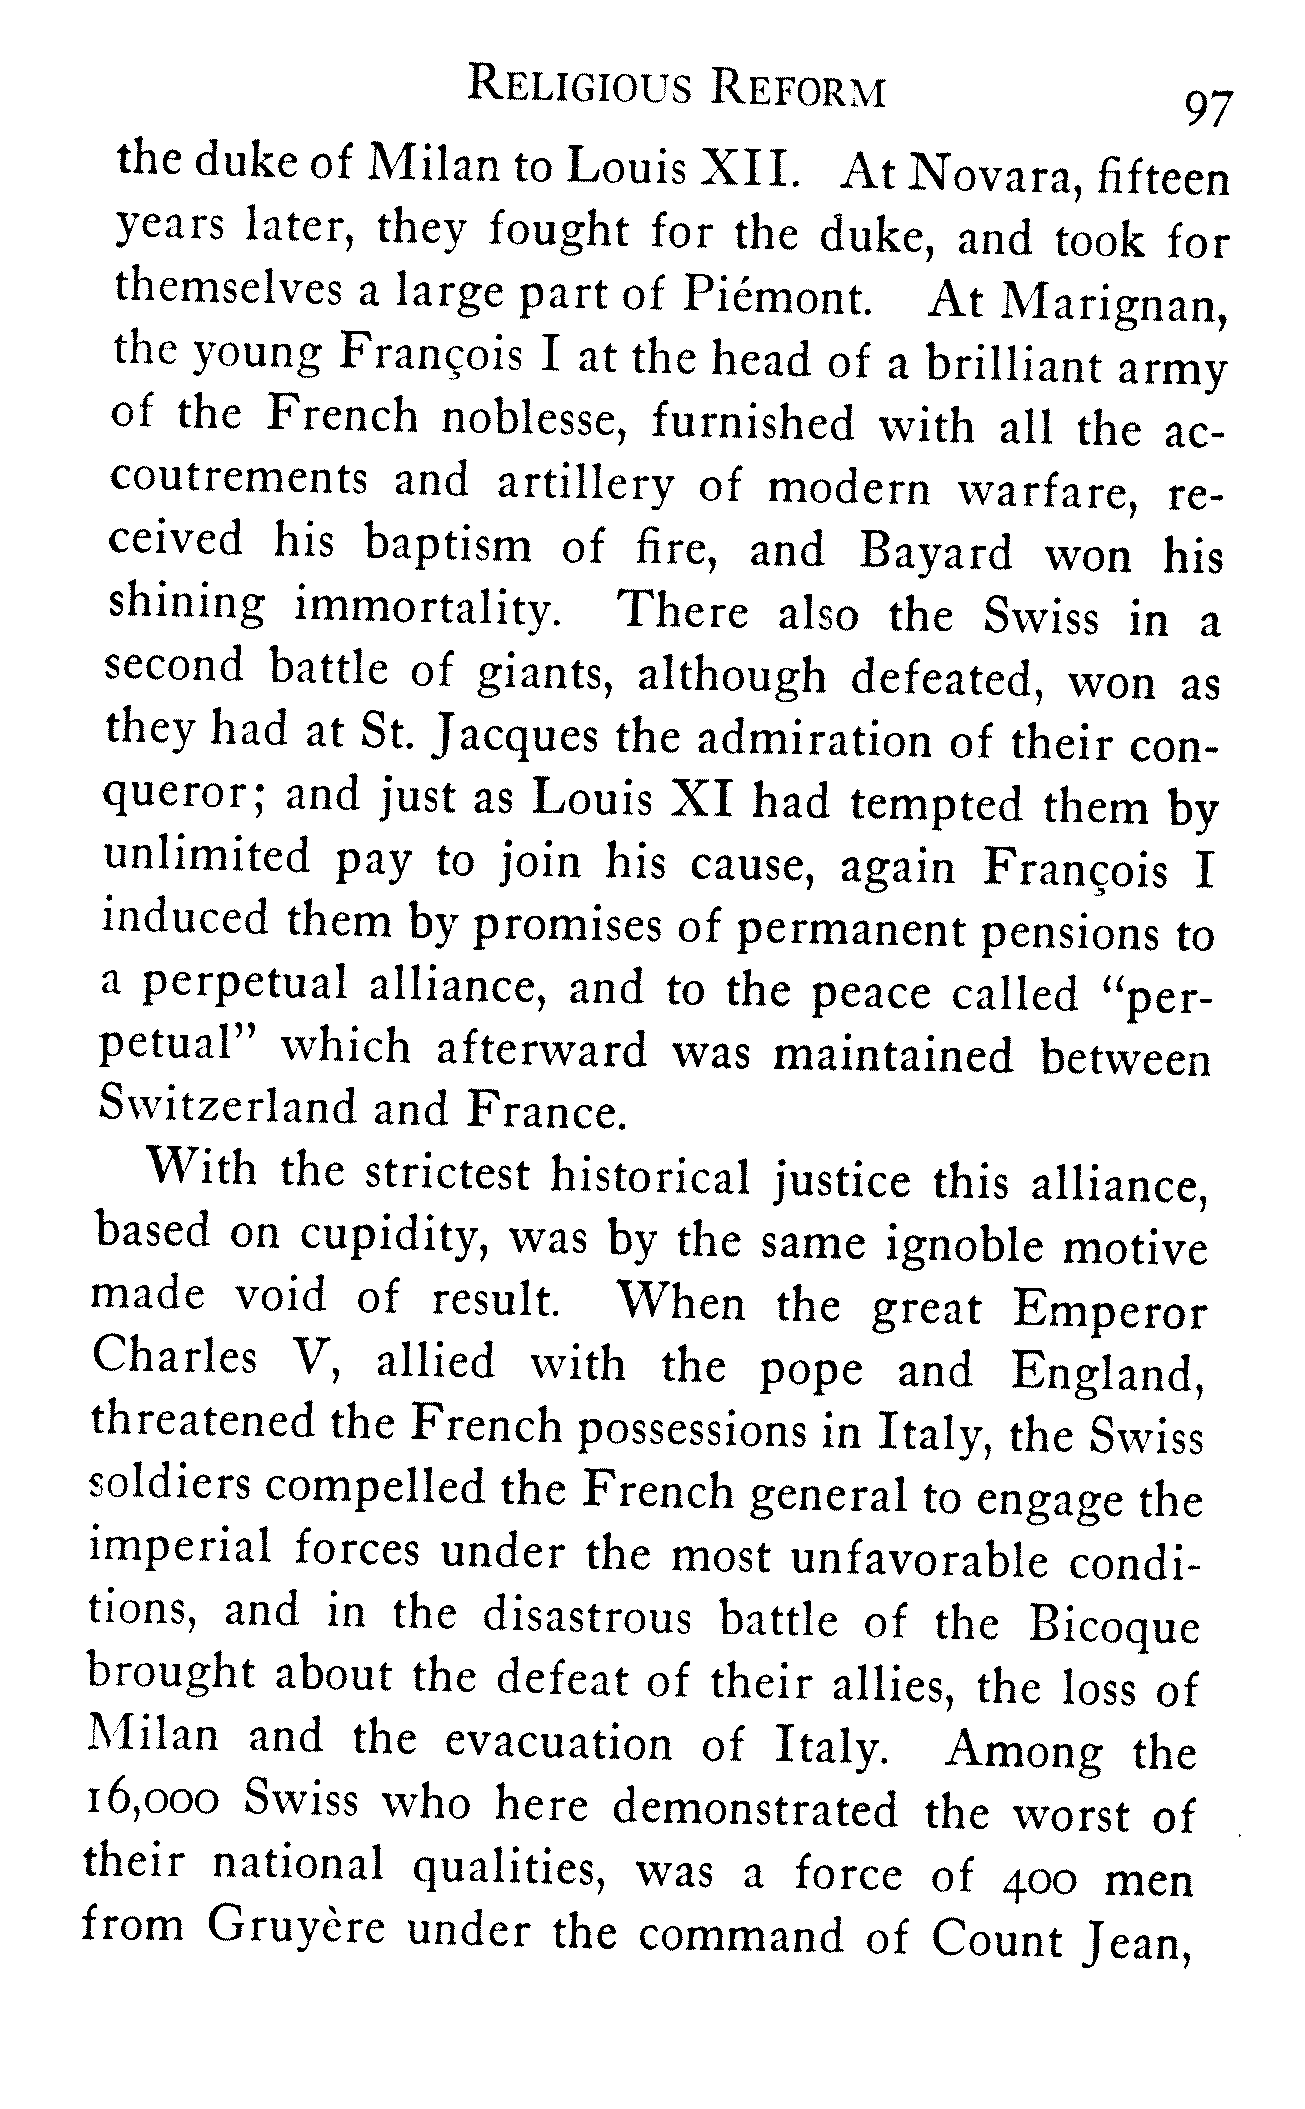 RELIGIOUS REFORM 97
the duke of Milan to Louis XII. At Novara, fifteen
years later, they fought for the duke, and took for
themselves a large part of Piémont. At Marignan,
the young François I at the head of a brilliant army
of the French noblesse, furnished with all the ac-
coutrements and artillery of modern warfare, re-
ceived his baptism of fire, and Bayard won his
shining immortality. There also the Swiss in a
second battle of giants, although defeated, won as
they had at St. Jacques the admiration of their con-
queror; and just as Louis XI had tempted them by
unlimited pay to join his cause, again François I
induced them by promises of permanent pensions to
a perpetual alliance, and to the peace called “per-
petual” which afterward was maintained between
Switzerland and France.
With the strictest historical justice this alliance,
based on cupidity, was by the same ignoble motive
made void of result. When the great Emperor
Charles V, allied with the pope and England,
threatened the French possessions in Italy, the Swiss
soldiers compelled the French general to engage the
imperial forces under the most unfavorable condi-
tions, and in the disastrous battle of the Bicoque
brought about the defeat of their allies, the loss of
Milan and the evacuation of Italy. Among the
16,000 Swiss who here demonstrated the worst of
their national qualities, was a force of 400 men
from Gruyère under the command of Count Jean,